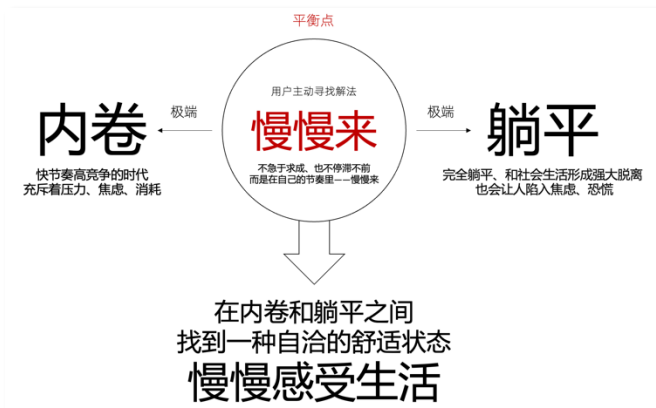 平衡点
用户主动寻找解法
内卷
极端
慢慢来
极端
躺平
不急于求成、也不停滞不前
而是在自己的节奏里——慢慢来
快节奏高竞争的时代
充斥着压力、焦虑、消耗
完全躺平、和社会生活形成强大脱离
也会让人陷入焦虑、恐慌
在内卷和躺平之间
找到一种自洽的舒适状态
慢慢感受生活